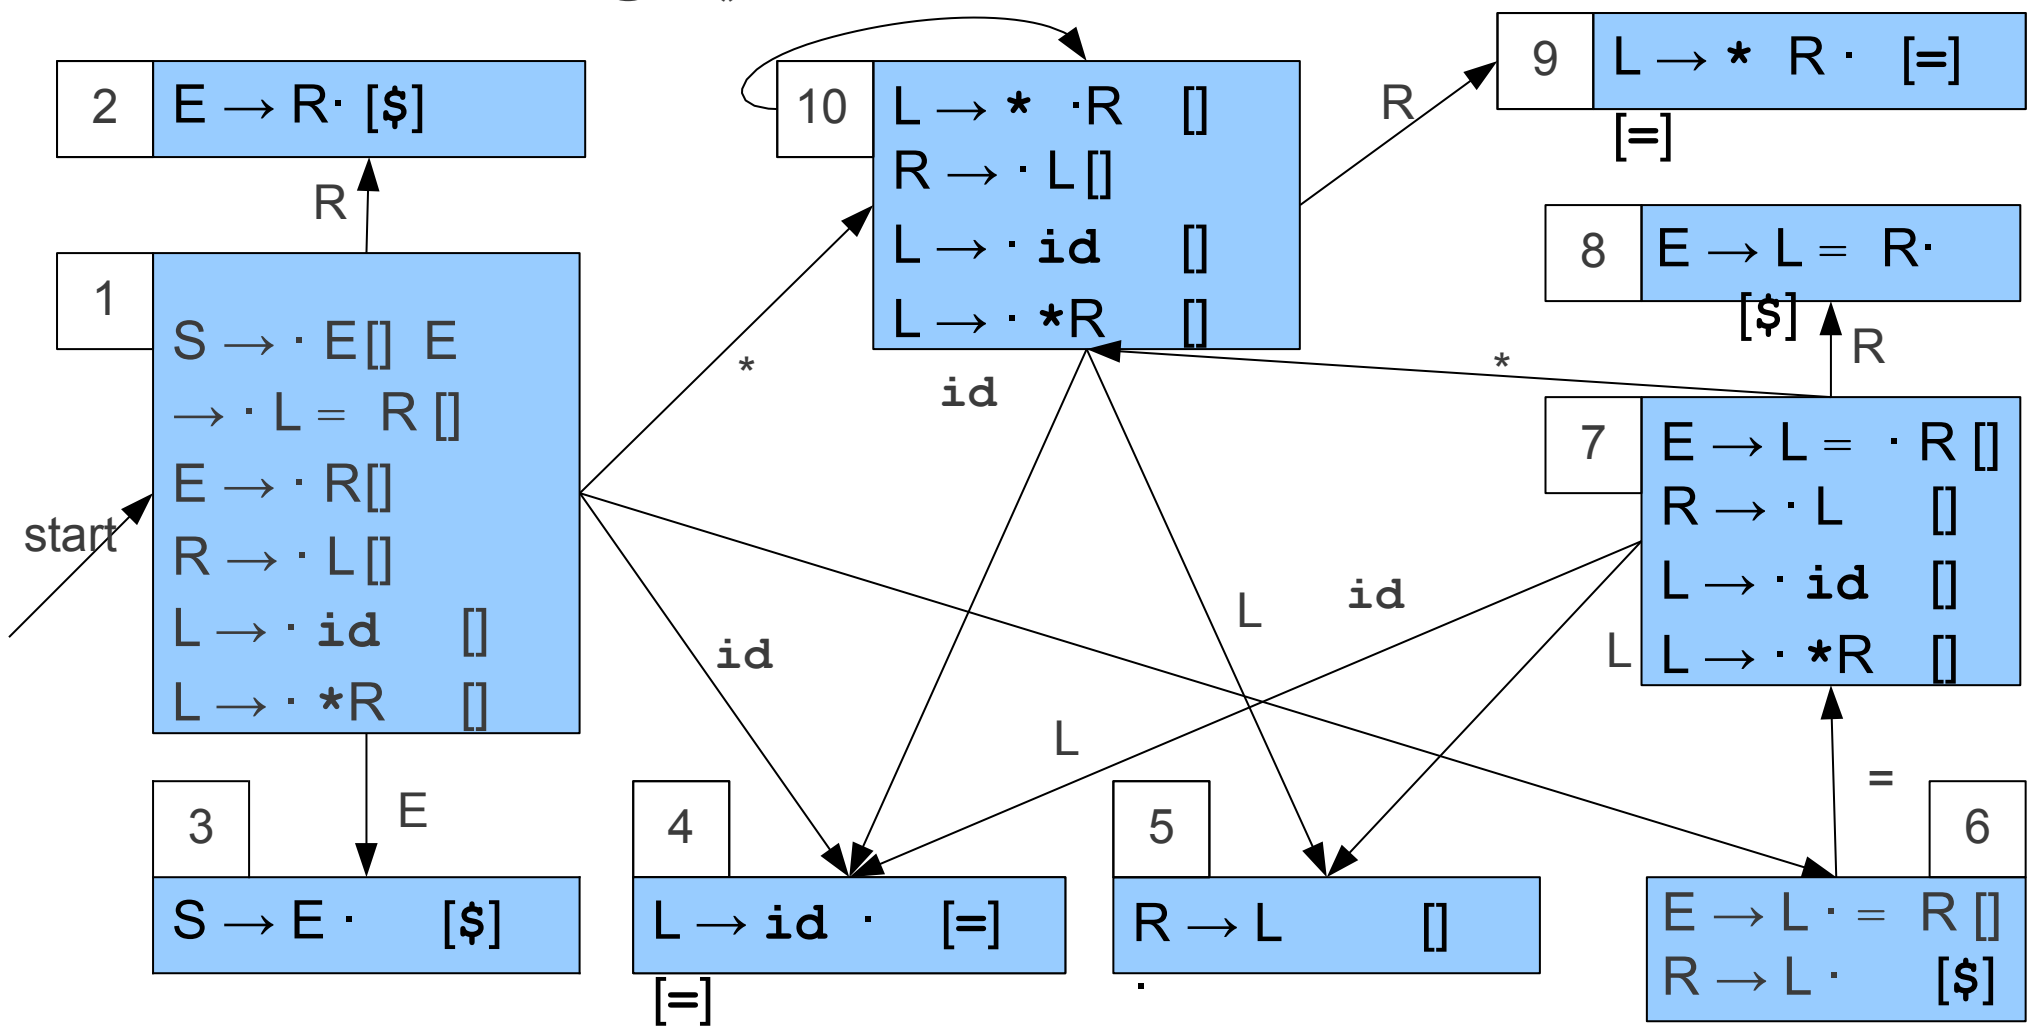 2
E → R· [$]
R
1
S → · E[] E
→ · L = R []
E → · R[]
R → · L[]
L → · id []
L → · *R []
start
E
3
S → E · [$]
10
L → * ·R []
R → · L[]
L → · id []
L → · *R []
R
9
L → * R · [=]
[=]
8
E → L = R·
[$]
R
*
*
id
7
E → L = · R []
R → · L []
L → · id []
L → · *R []
id
L
id
L
L
=
4
L → id · [=]
[=]
5
R → L []
·
6
E → L · = R []
R → L · [$]